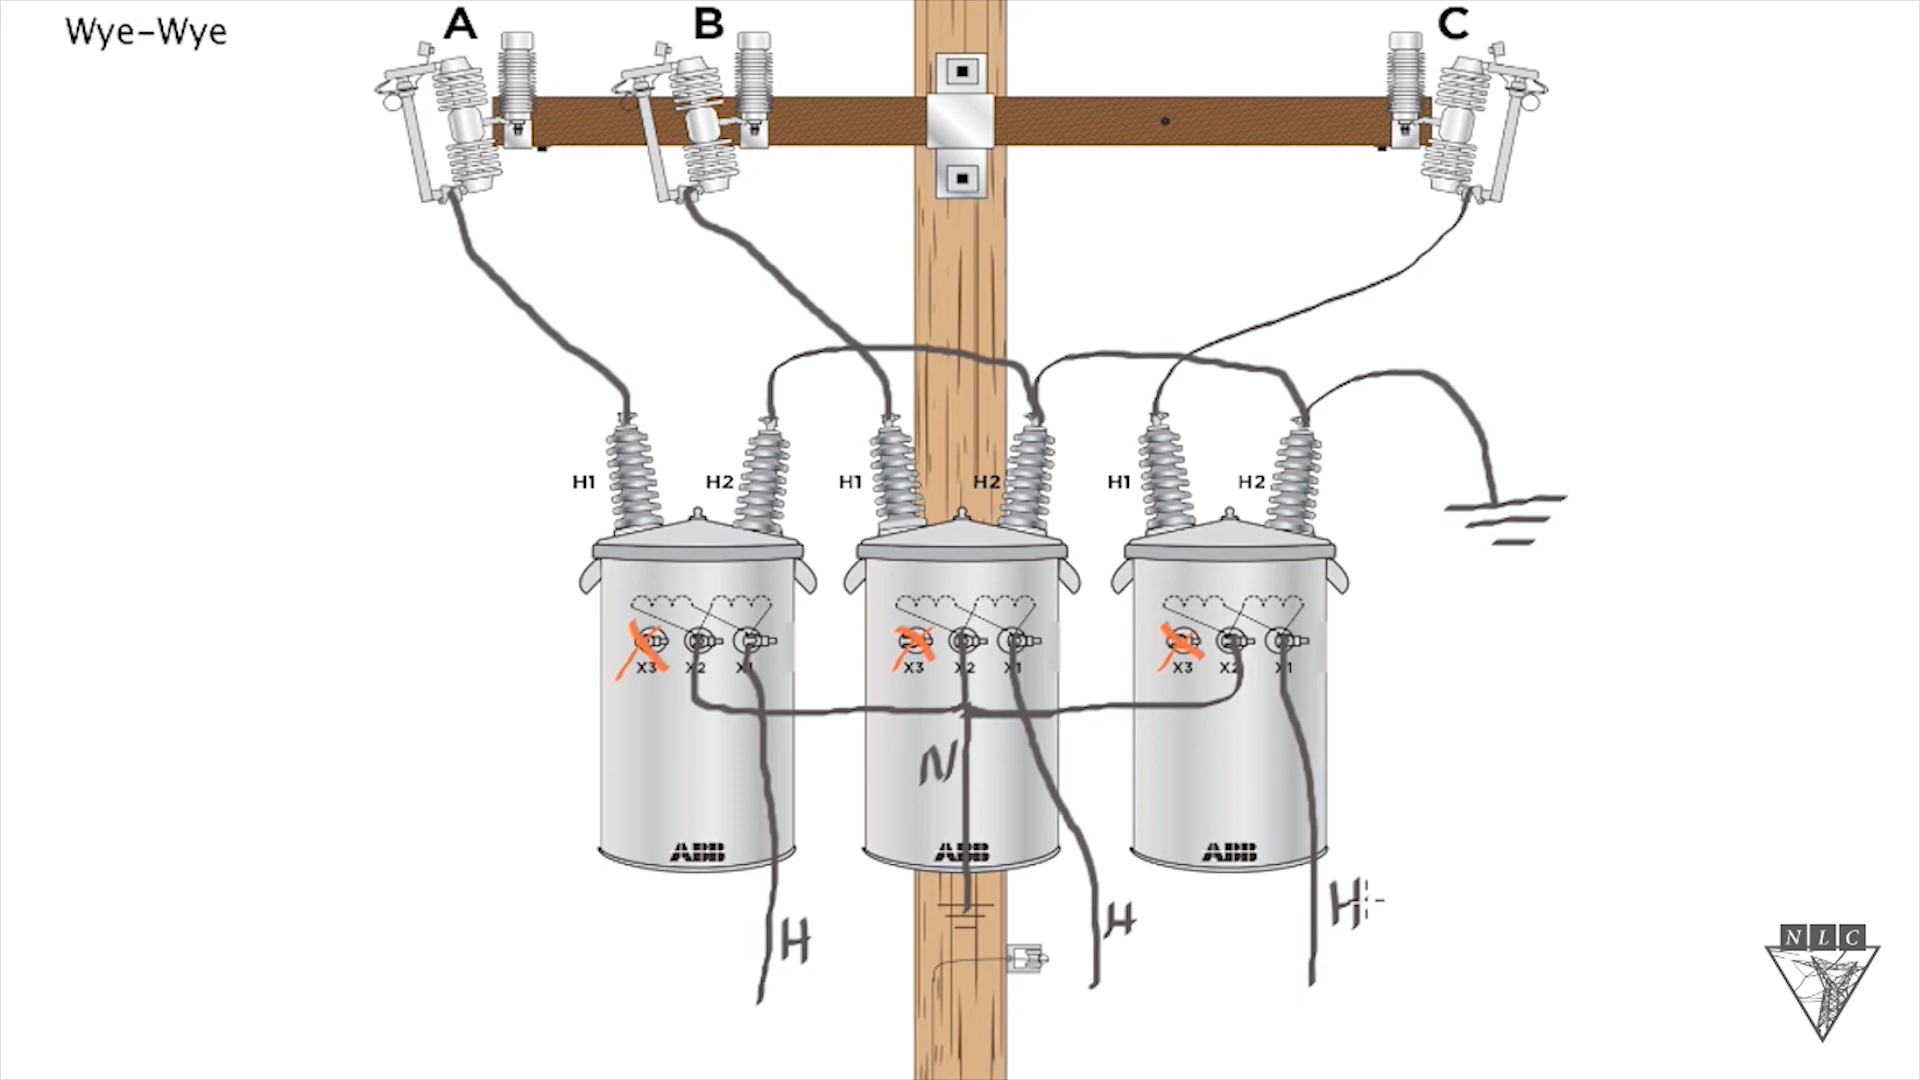 Wye-Wye
A B C
H1 H2 H1 H2 H1 H2
X3 X2 X1 X3 X2 X1 X3 X2 X1
N
ABB ABB ABB
H H H
NLC